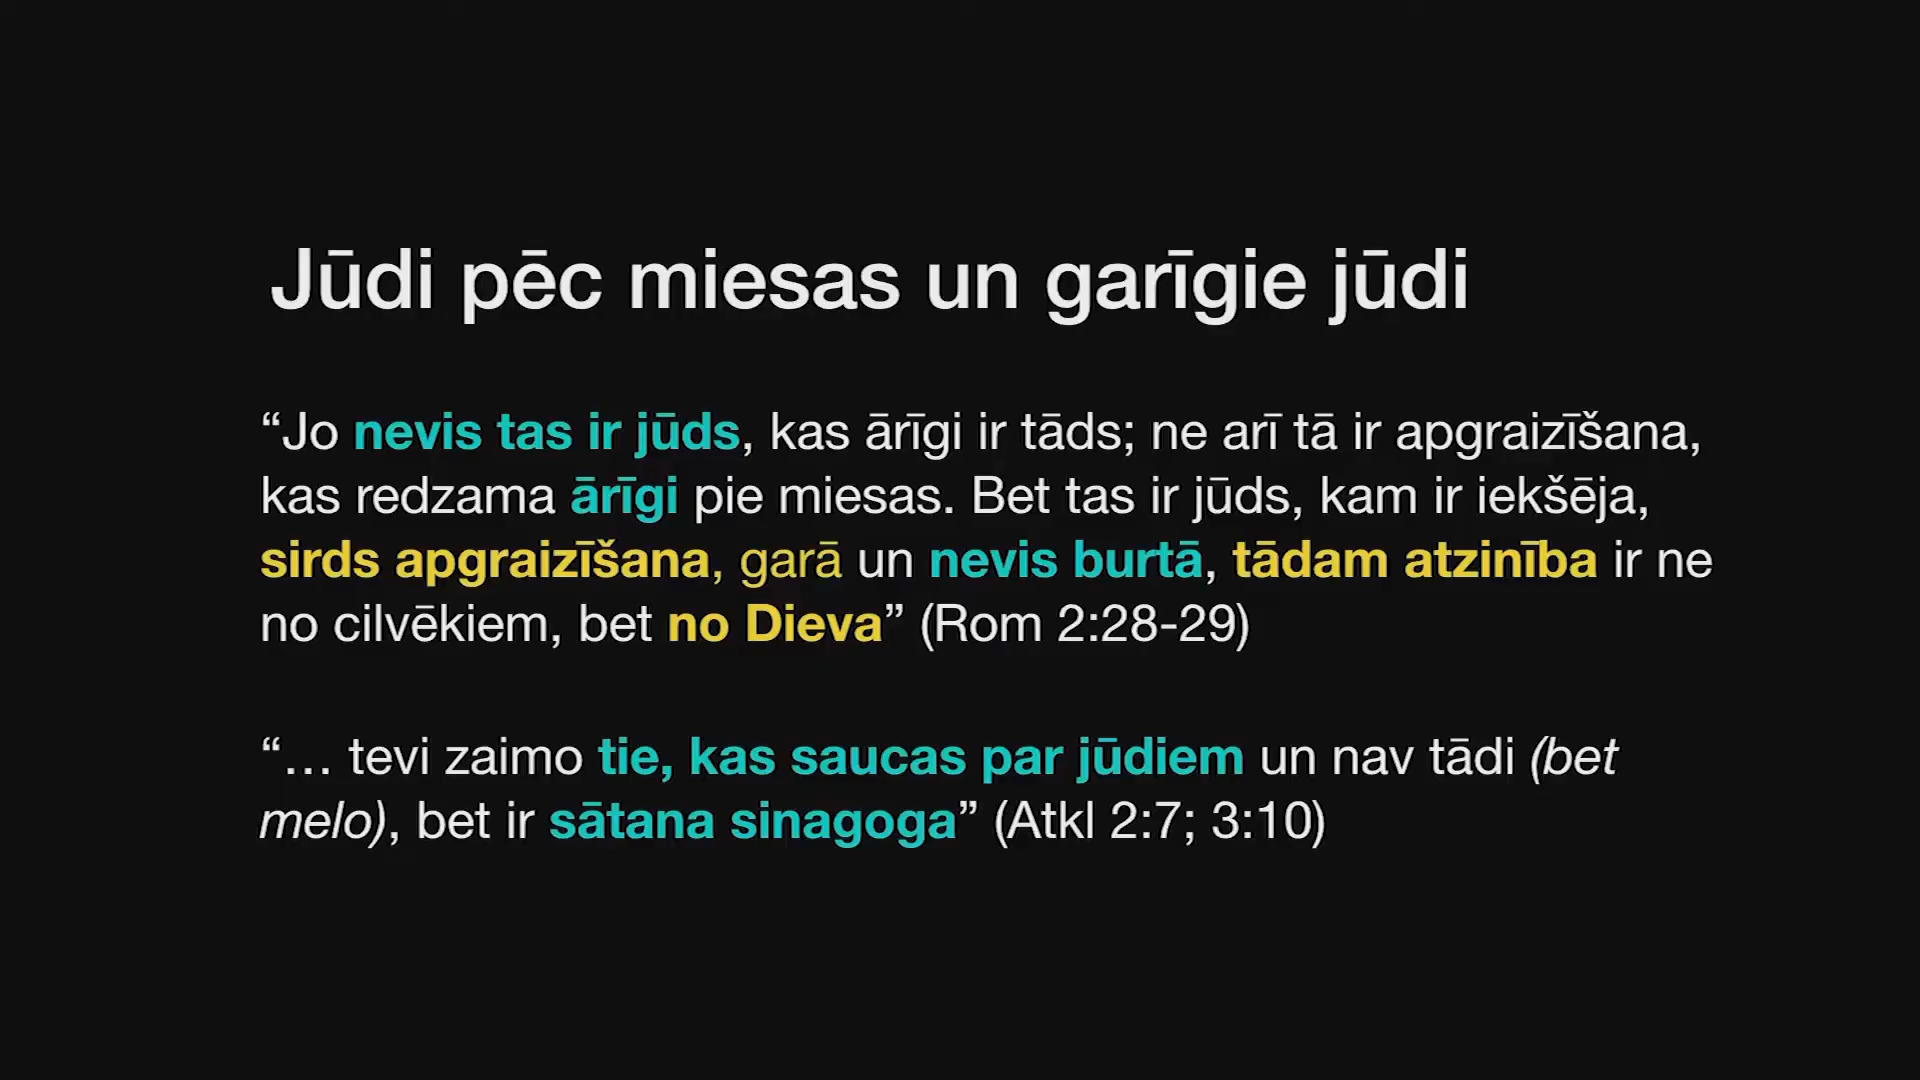 Jūdi pēc miesas un garīgie jūdi
“Jo nevis tas ir jūds, kas ārīgi ir tāds; ne arī tā ir apgraizīšana,
kas redzama ārīgi pie miesas. Bet tas ir jūds, kam ir iekšēja,
sirds apgraizīšana, garā un nevis burtā, tādam atzinība ir ne
no cilvēkiem, bet no Dieva” (Rom 2:28-29)
“… tevi zaimo tie, kas saucas par jūdiem un nav tādi (bet
melo), bet ir sātana sinagoga” (Atkl 2:7; 3:10)